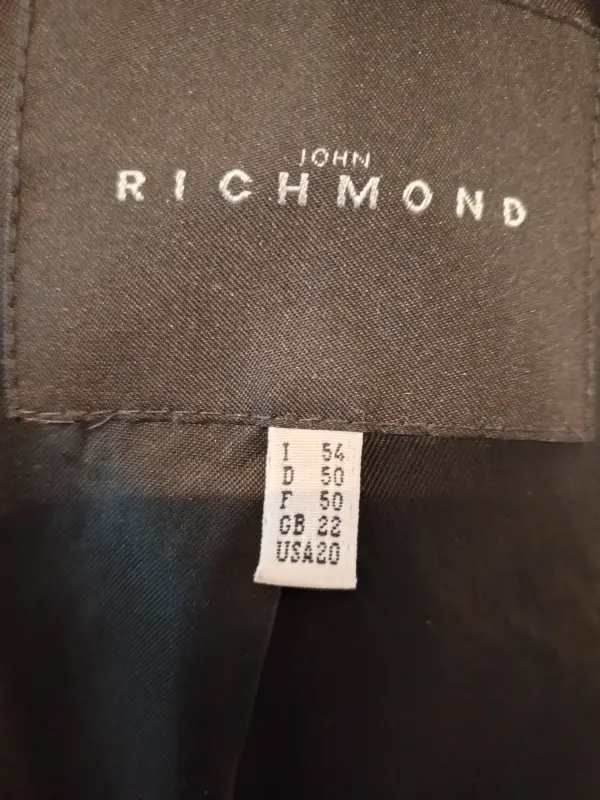 JOHN
RICHMOND
I 54
D 50
F 50
GB 22
USA20